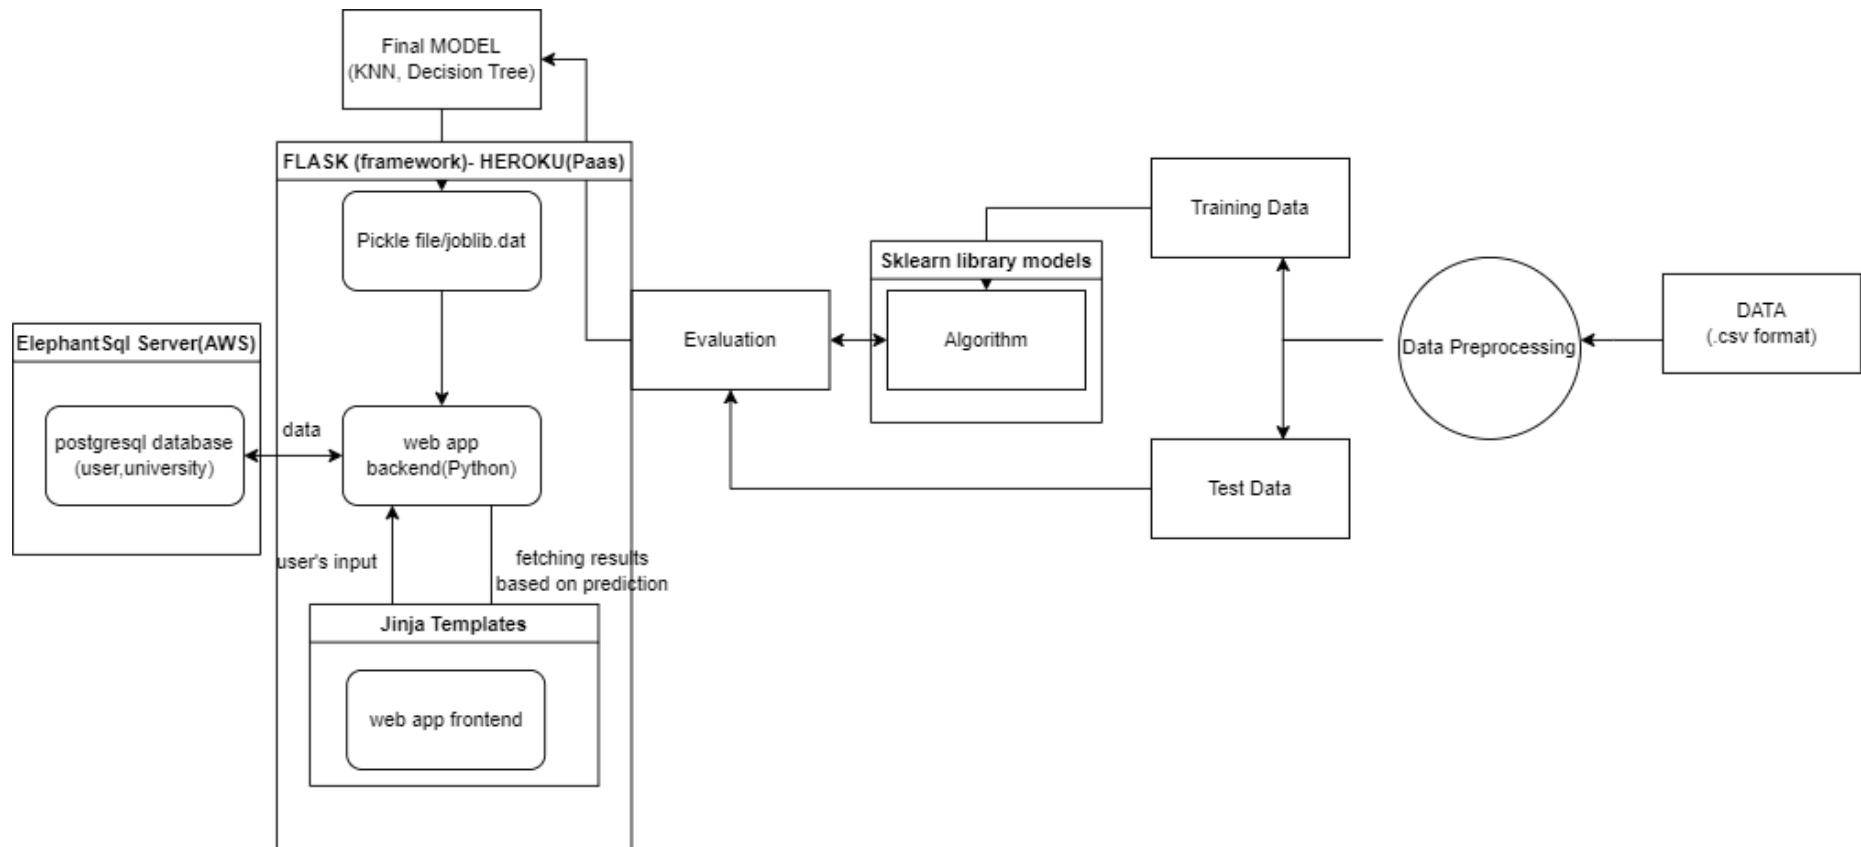 Final MODEL
(KNN, Decision Tree)
FLASK (framework)- HEROKU(Paas)
Pickle file/joblib.dat
ElephantSql Server(AWS)
postgresql database
(user,university)
data
web app
backend(Python)
user's input
fetching results
based on prediction
Jinja Templates
web app frontend
Evaluation
Sklearn library models
Algorithm
Training Data
Test Data
Data Preprocessing
DATA
(.csv format)